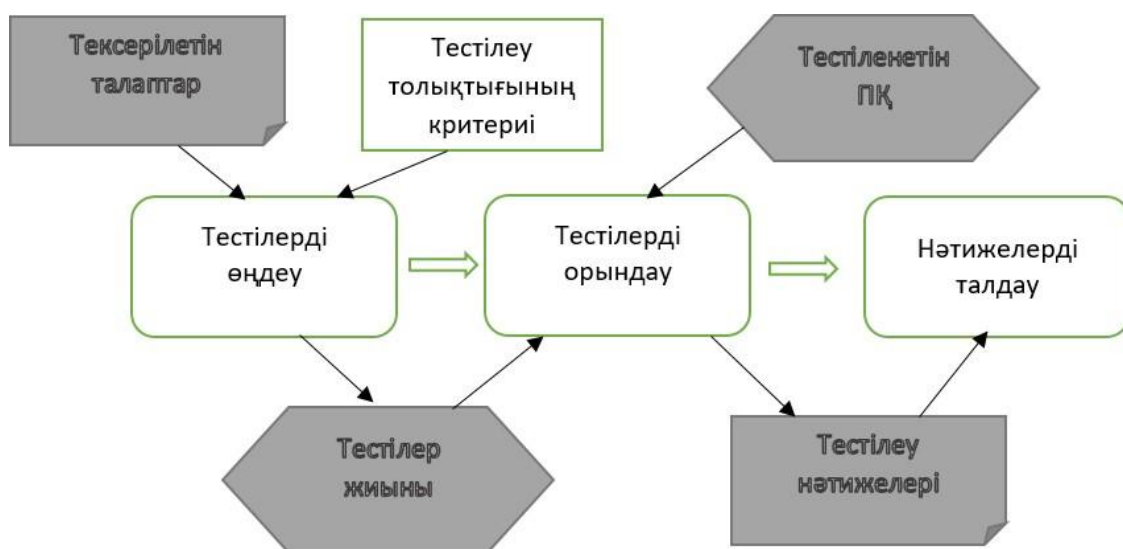 Тексерілетін
талаптар
Тестілеу
толықтығының
критериі
Тестіленетін
ПҚ
Тестілерді
өңдеу
Тестілерді
орындау
Нәтижелерді
талдау
Тестілер
жиыны
Тестілеу
нәтижелері